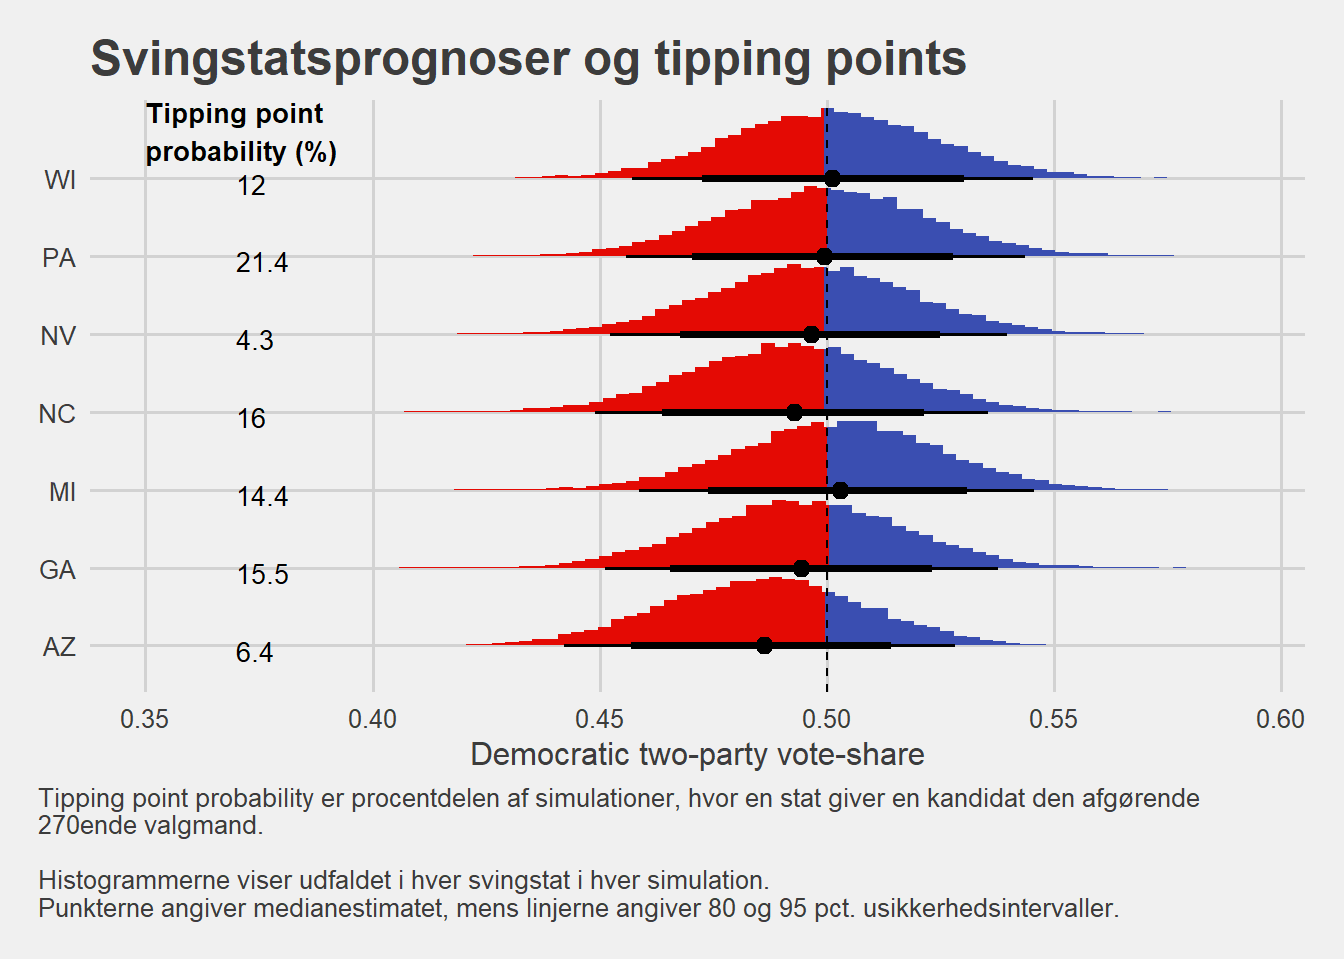 Svingstatsprognoser og tipping points
Tipping point
probability (%)
WI 12
PA 21.4
NV 4.3
NC 16
MI 14.4
GA 15.5
AZ 6.4
0.35 0.40 0.45 0.50 0.55 0.60
Democratic two-party vote-share
Tipping point probability er procentdelen af simulationer, hvor en stat giver en kandidat den afgørende
270ende valgmand.
Histogrammerne viser udfaldet i hver svingstat i hver simulation.
Punkterne angiver medianestimatet, mens linjerne angiver 80 og 95 pct. usikkerhedsintervaller.